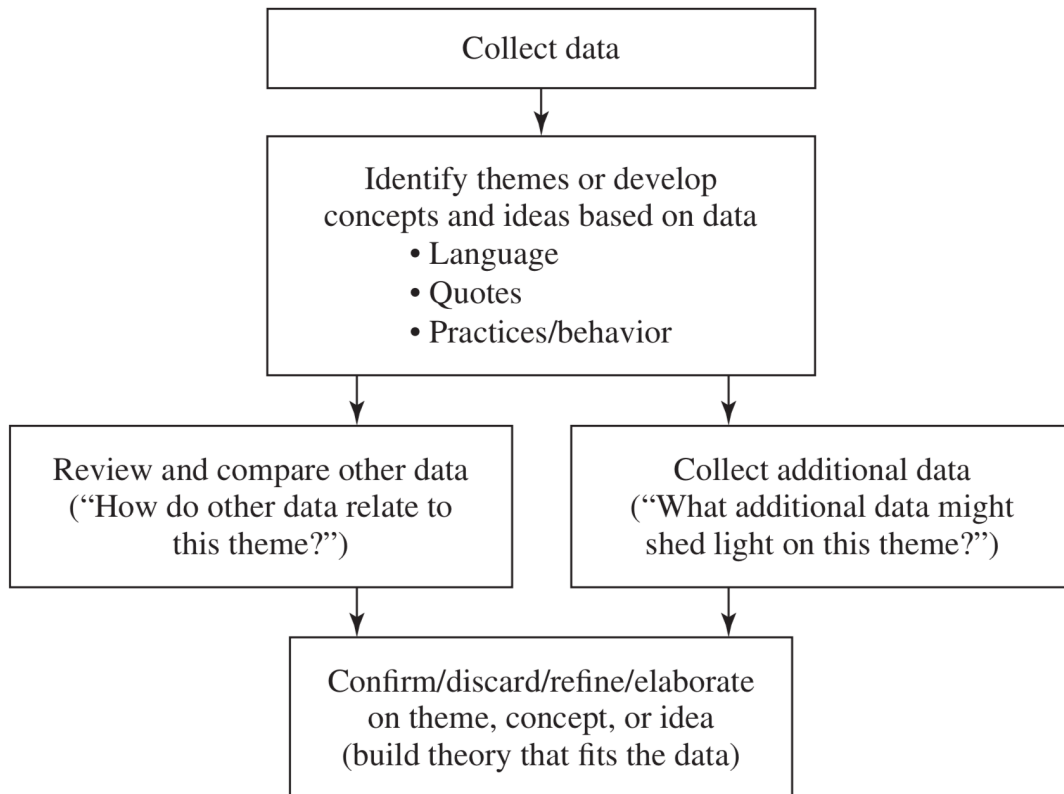 Collect data
Identify themes or develop
concepts and ideas based on data
• Language
• Quotes
• Practices/behavior
Review and compare other data
(“How do other data relate to
this theme?”)
Collect additional data
(“What additional data might
shed light on this theme?”)
Confirm/discard/refine/elaborate
on theme, concept, or idea
(build theory that fits the data)